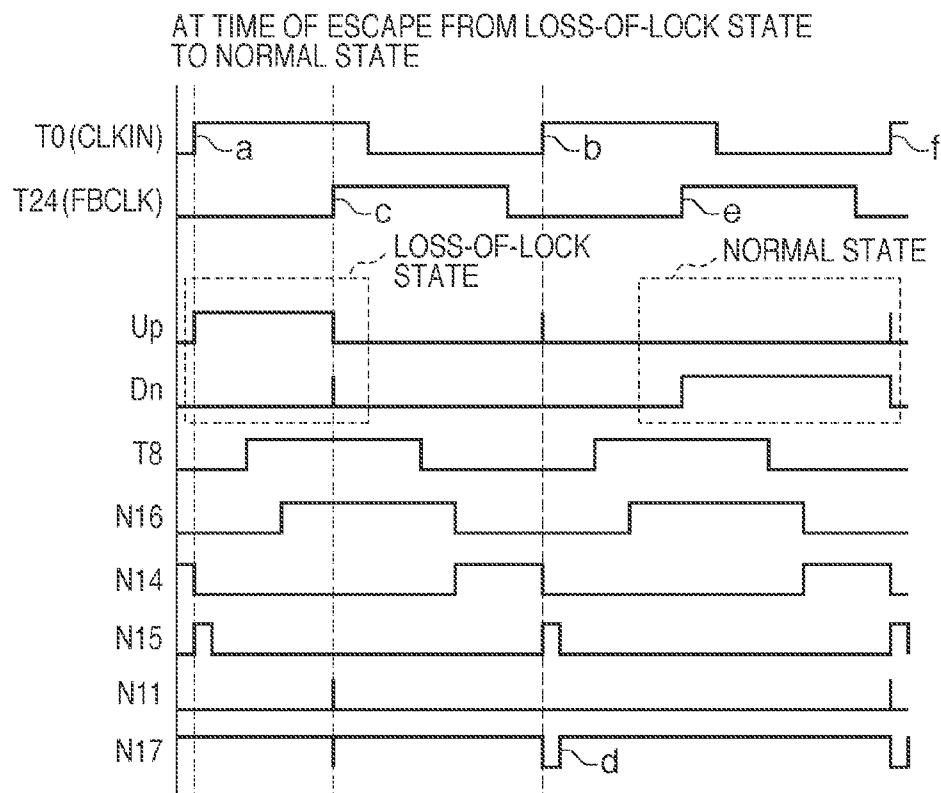 AT TIME OF ESCAPE FROM LOSS-OF-LOCK STATE
TO NORMAL STATE
T0(CLKIN)
a
b
f
T24(FBCLK)
c
e
LOSS-OF-LOCK
STATE
NORMAL STATE
Up
Dn
T8
N16
N14
N15
N11
N17
d